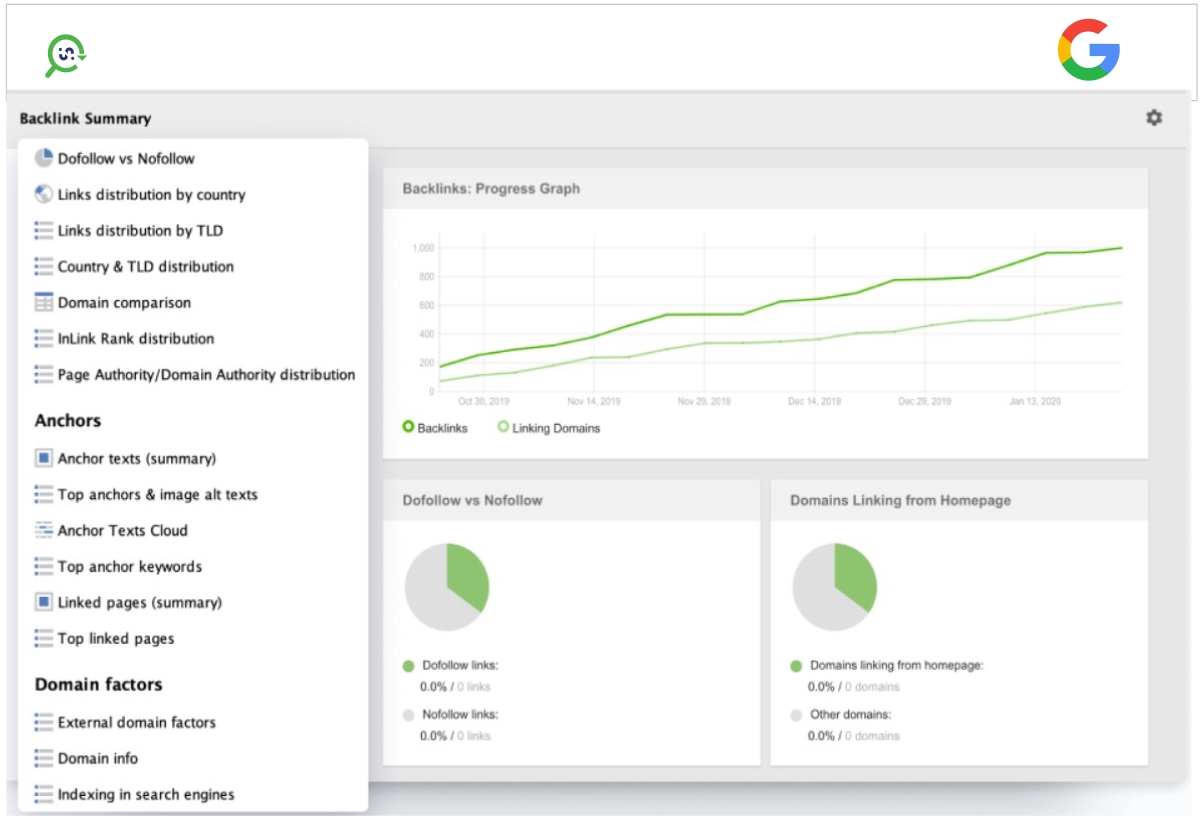 Backlink Summary
Dofollow vs Nofollow
Links distribution by country
Links distribution by TLD
Country & TLD distribution
Domain comparison
InLink Rank distribution
Page Authority/Domain Authority distribution
Anchors
Anchor texts (summary)
Top anchors & image alt texts
Anchor Texts Cloud
Top anchor keywords
Linked pages (summary)
Top linked pages
Domain factors
External domain factors
Domain info
Indexing in search engines
Backlinks: Progress Graph
1,000
800
600
400
200
0
Oct 30, 2019 Nov 14, 2019 Nov 29, 2019 Dec 14, 2019 Dec 29, 2019 Jan 13, 2020
Backlinks Linking Domains
Dofollow vs Nofollow
Dofollow links:
0.0% / 0 links
Nofollow links:
0.0% / 0 links
Domains Linking from Homepage
Domains linking from homepage:
0.0% / 0 domains
Other domains:
0.0% / 0 domains